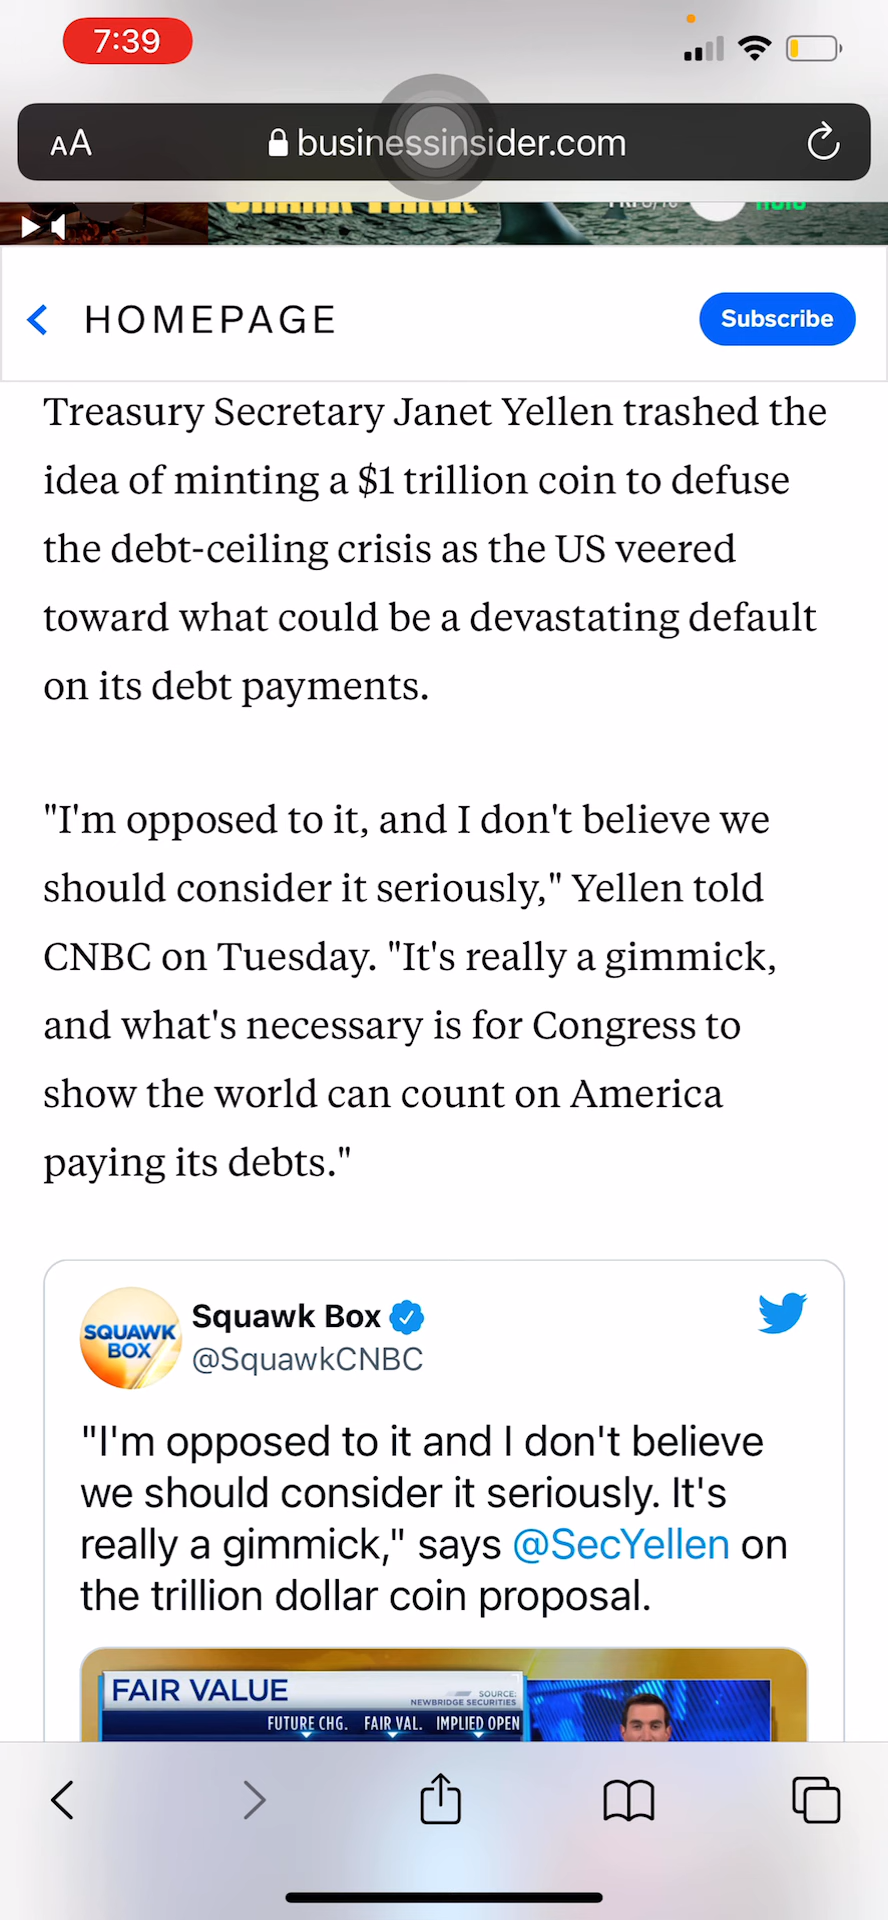 7:39
AA businessinsider.com
HOMEPAGE
Subscribe
Treasury Secretary Janet Yellen trashed the
idea of minting a $1 trillion coin to defuse
the debt-ceiling crisis as the US veered
toward what could be a devastating default
on its debt payments.
"I'm opposed to it, and I don't believe we
should consider it seriously," Yellen told
CNBC on Tuesday. "It's really a gimmick,
and what's necessary is for Congress to
show the world can count on America
paying its debts."
SQUAWK
BOX
Squawk Box
@SquawkCNBC
"I'm opposed to it and I don't believe
we should consider it seriously. It's
really a gimmick," says @SecYellen on
the trillion dollar coin proposal.
FAIR VALUE
SOURCE:
NEWBRIDGE SECURITIES
FUTURE CHG. FAIR VAL. IMPLIED OPEN